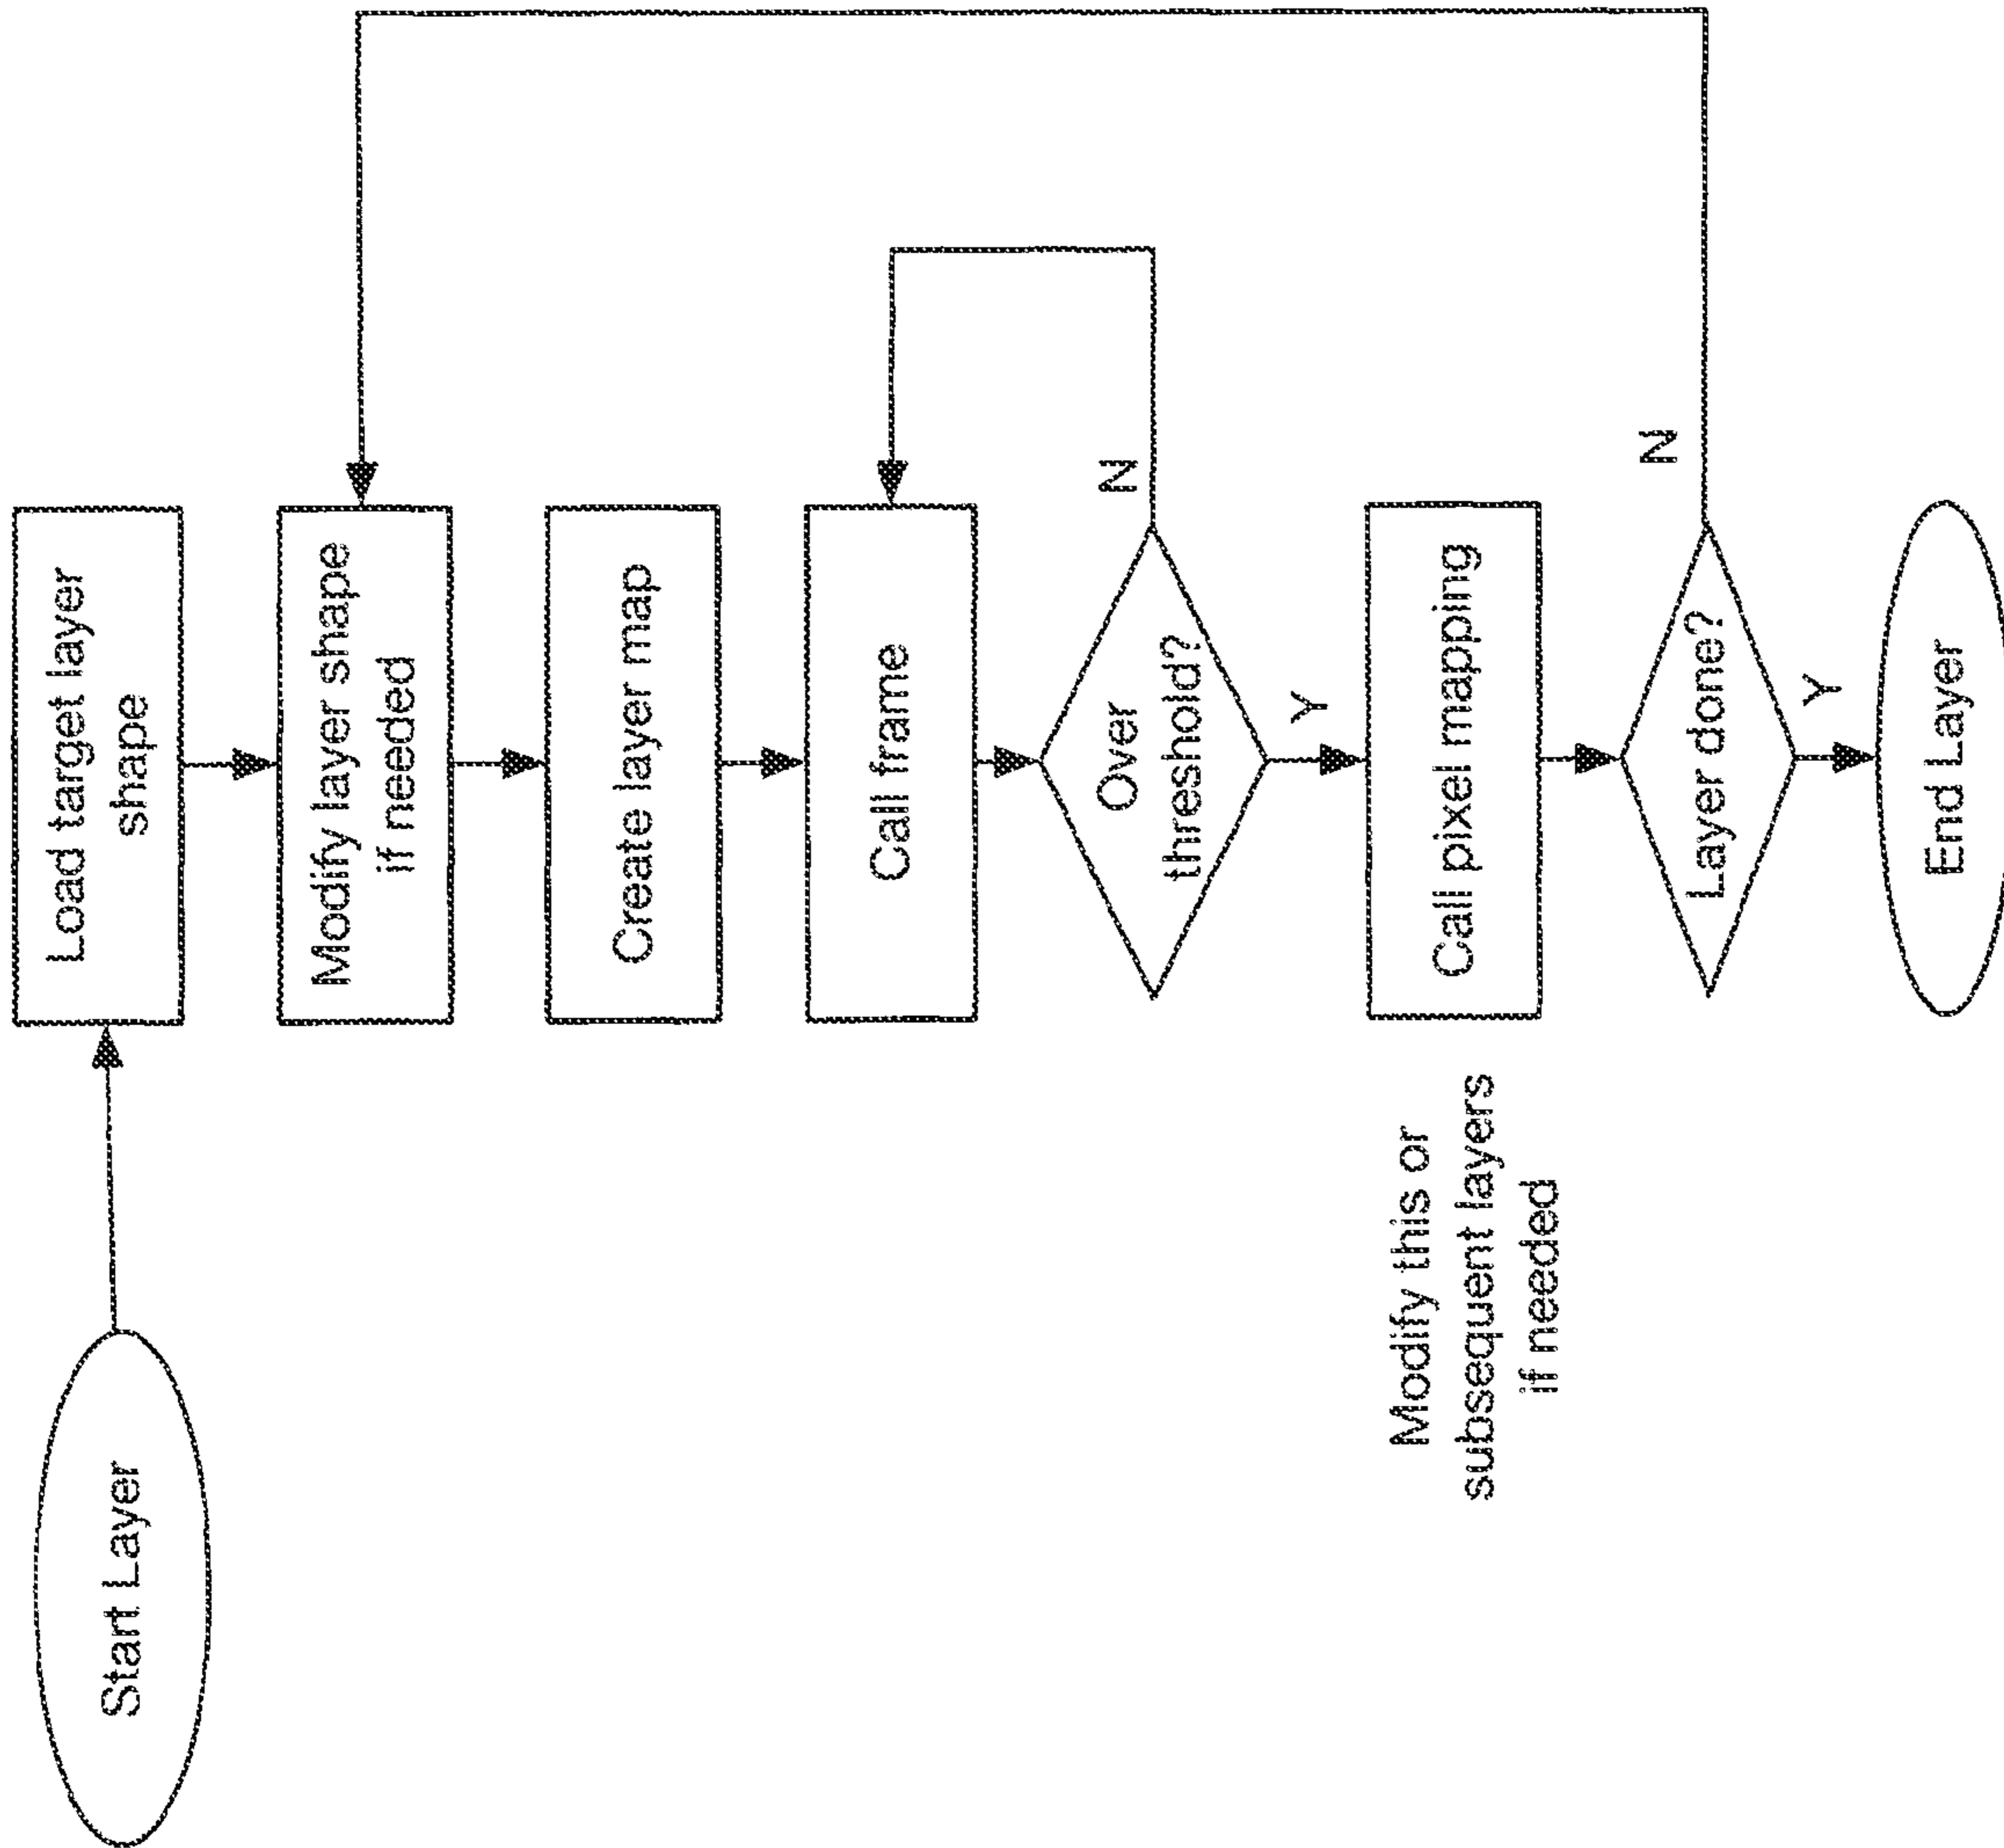 Start Layer
Load target layer
shape
Modify layer shape
if needed
Create layer map
Call frame
Over
threshold?
N
Y
Call pixel mapping
Modify this or
subsequent layers
if needed
Layer done?
N
Y
End Layer